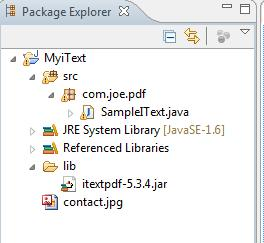 Package Explorer
MyiText
src
com.joe.pdf
SampleIText.java
JRE System Library [JavaSE-1.6]
Referenced Libraries
lib
itextpdf-5.3.4.jar
contact.jpg